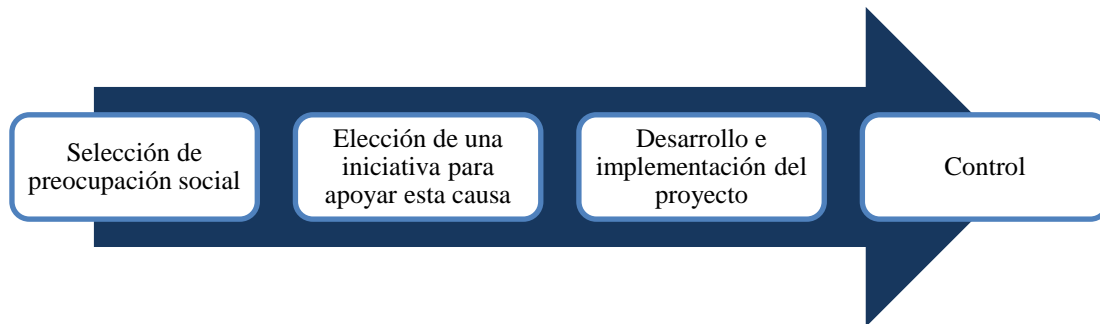 Selección de
preocupación social
Elección de una
iniciativa para
apoyar esta causa
Desarrollo e
implementación del
proyecto
Control